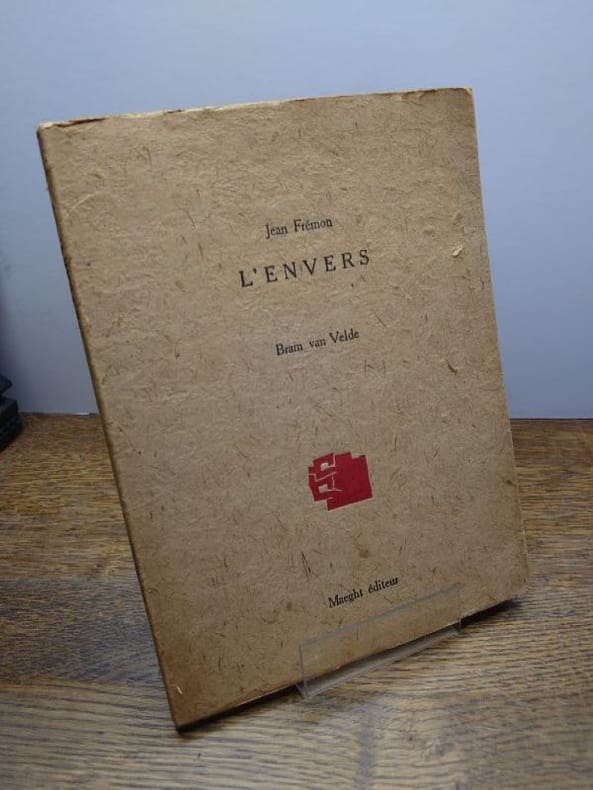 Jean Frémon
L'ENVERS
Bram van Velde
Maeght éditeur